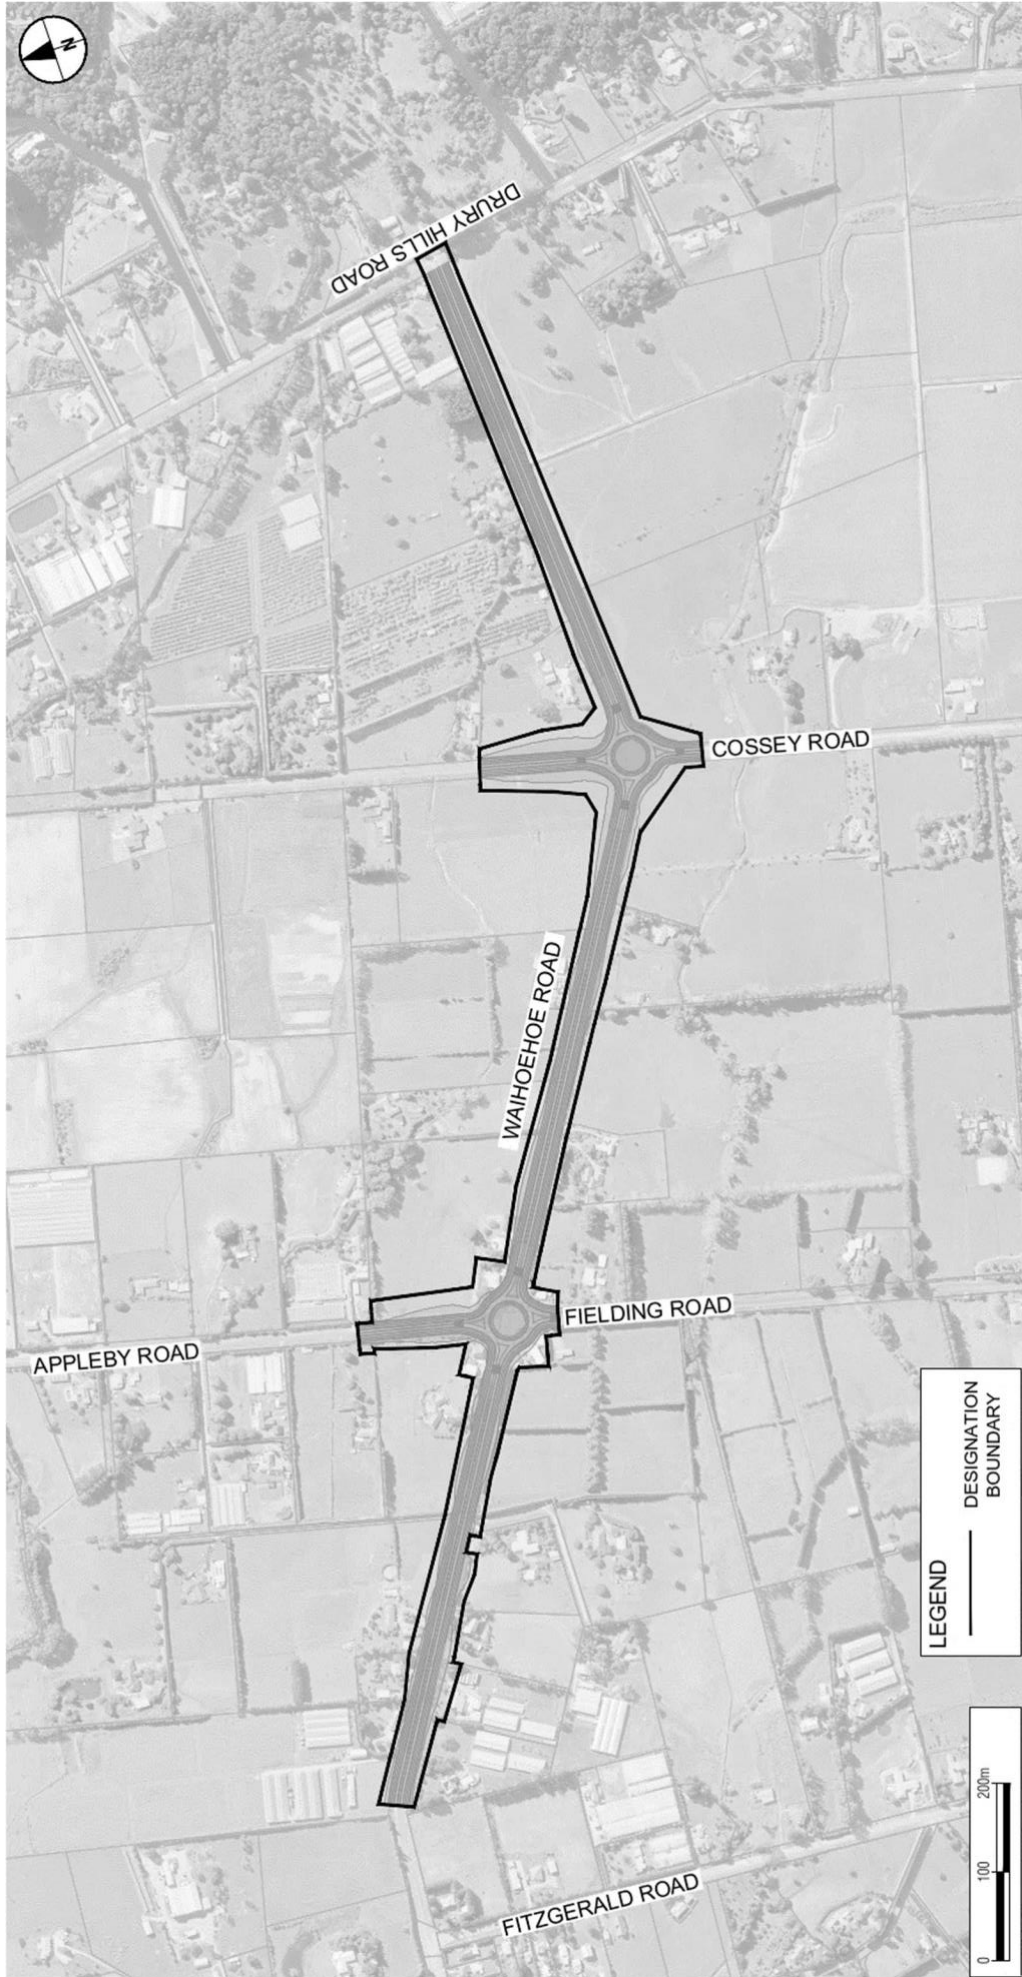 N
DRURY HILLS ROAD
COSSEY ROAD
WAIHOEHOE ROAD
APPLEBY ROAD
FIELDING ROAD
FITZGERALD ROAD
LEGEND
DESIGNATION
BOUNDARY
0 100 200m